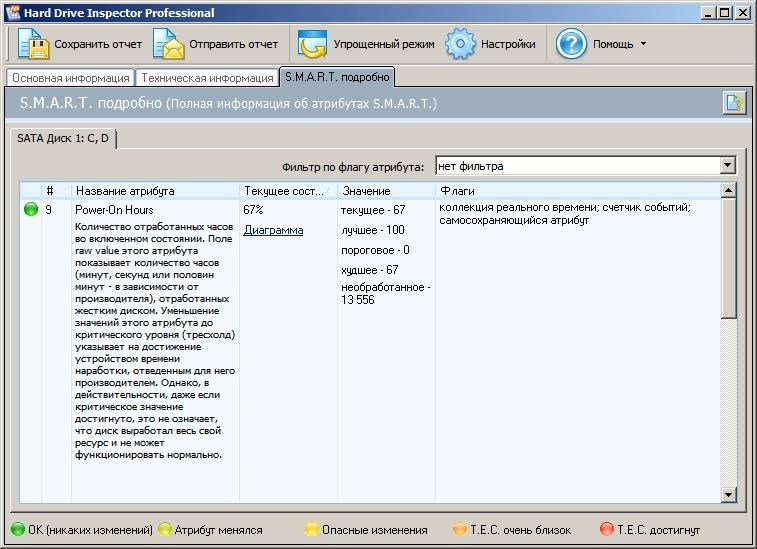 Hard Drive Inspector Professional
Сохранить отчет Отправить отчет Упрощенный режим Настройки Помощь
Основная информация Техническая информация S.M.A.R.T. подробно
S.M.A.R.T. подробно (Полная информация об атрибутах S.M.A.R.T.)
SATA Диск 1: C, D
Фильтр по флагу атрибута: нет фильтра
# Название атрибута Текущее сост... Значение Флаги
9 Power-On Hours 67% текущее - 67 коллекция реального времени; счетчик событий;
самосохраняющийся атрибут
Диаграмма лучшее - 100
пороговое - 0
худшее - 67
необработанное -
13 556
Количество отработанных часов
во включенном состоянии. Поле
raw value этого атрибута
показывает количество часов
(минут, секунд или половин
минут - в зависимости от
производителя), отработанных
жестким диском. Уменьшение
значений этого атрибута до
критического уровня (тресхолд)
указывает на достижение
устройством времени
наработки, отведенным для него
производителем. Однако, в
действительности, даже если
критическое значение
достигнуто, это не означает,
что диск выработал весь свой
ресурс и не может
функционировать нормально.
OK (никаких изменений) Атрибут менялся Опасные изменения T.E.C. очень близок T.E.C. достигнут